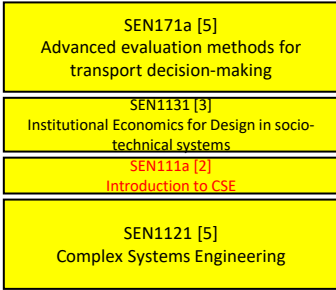 SEN171a [5]
Advanced evaluation methods for
transport decision-making
SEN1131 [3]
Institutional Economics for Design in socio-
technical systems
SEN111a [2]
Introduction to CSE
SEN1121 [5]
Complex Systems Engineering